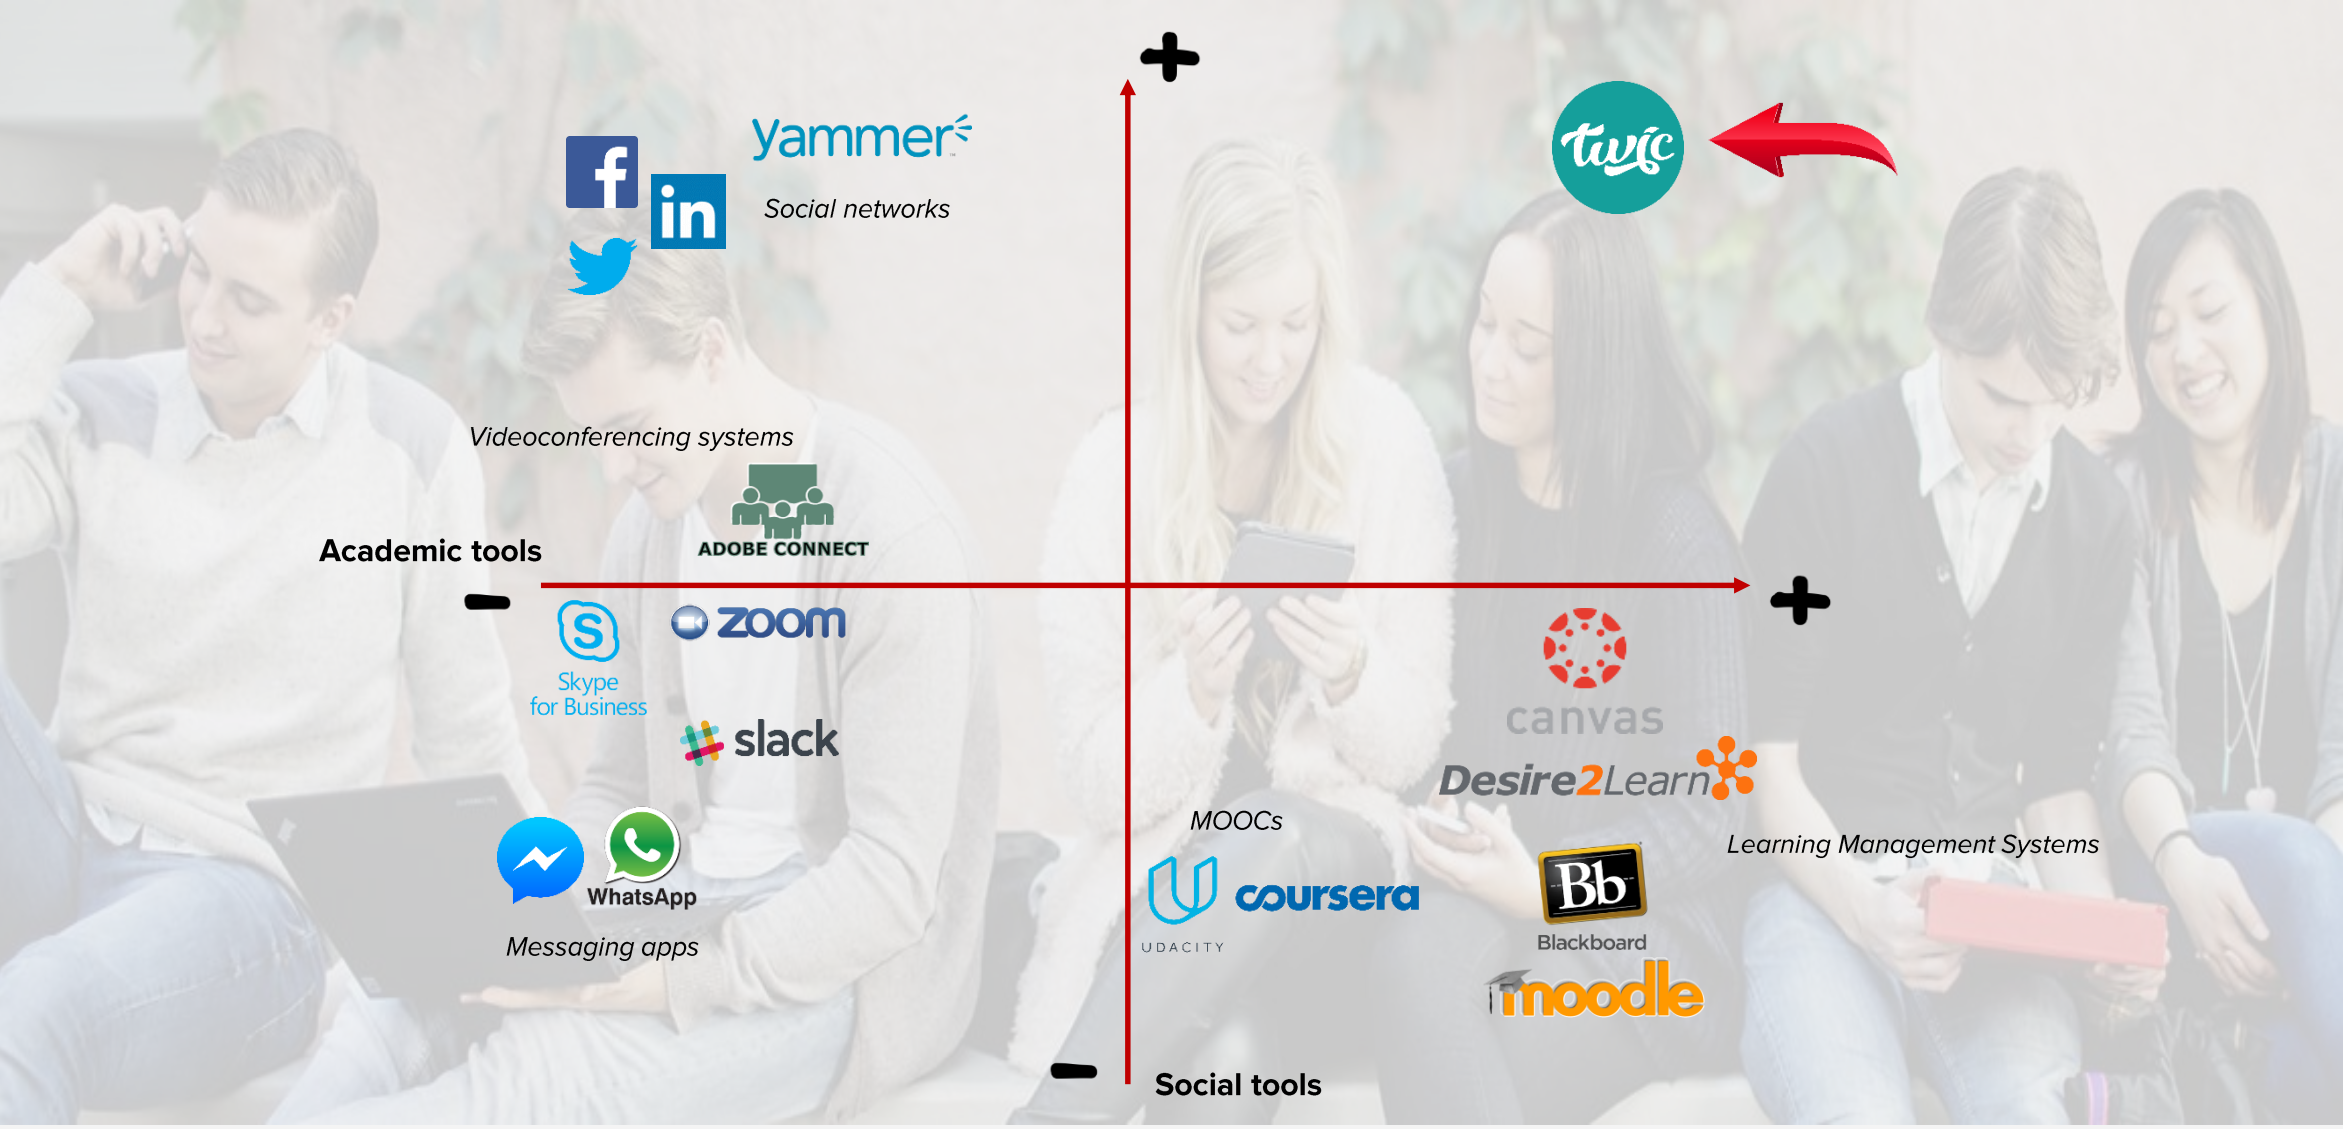 +
yammer
twic
f
in
Social networks
Videoconferencing systems
ADOBE CONNECT
Academic tools
-
+
S
Skype
for Business
zoom
slack
canvas
Desire2Learn
WhatsApp
Messaging apps
MOOCs
UDACITY
coursera
Learning Management Systems
Bb
Blackboard
moodle
-
Social tools